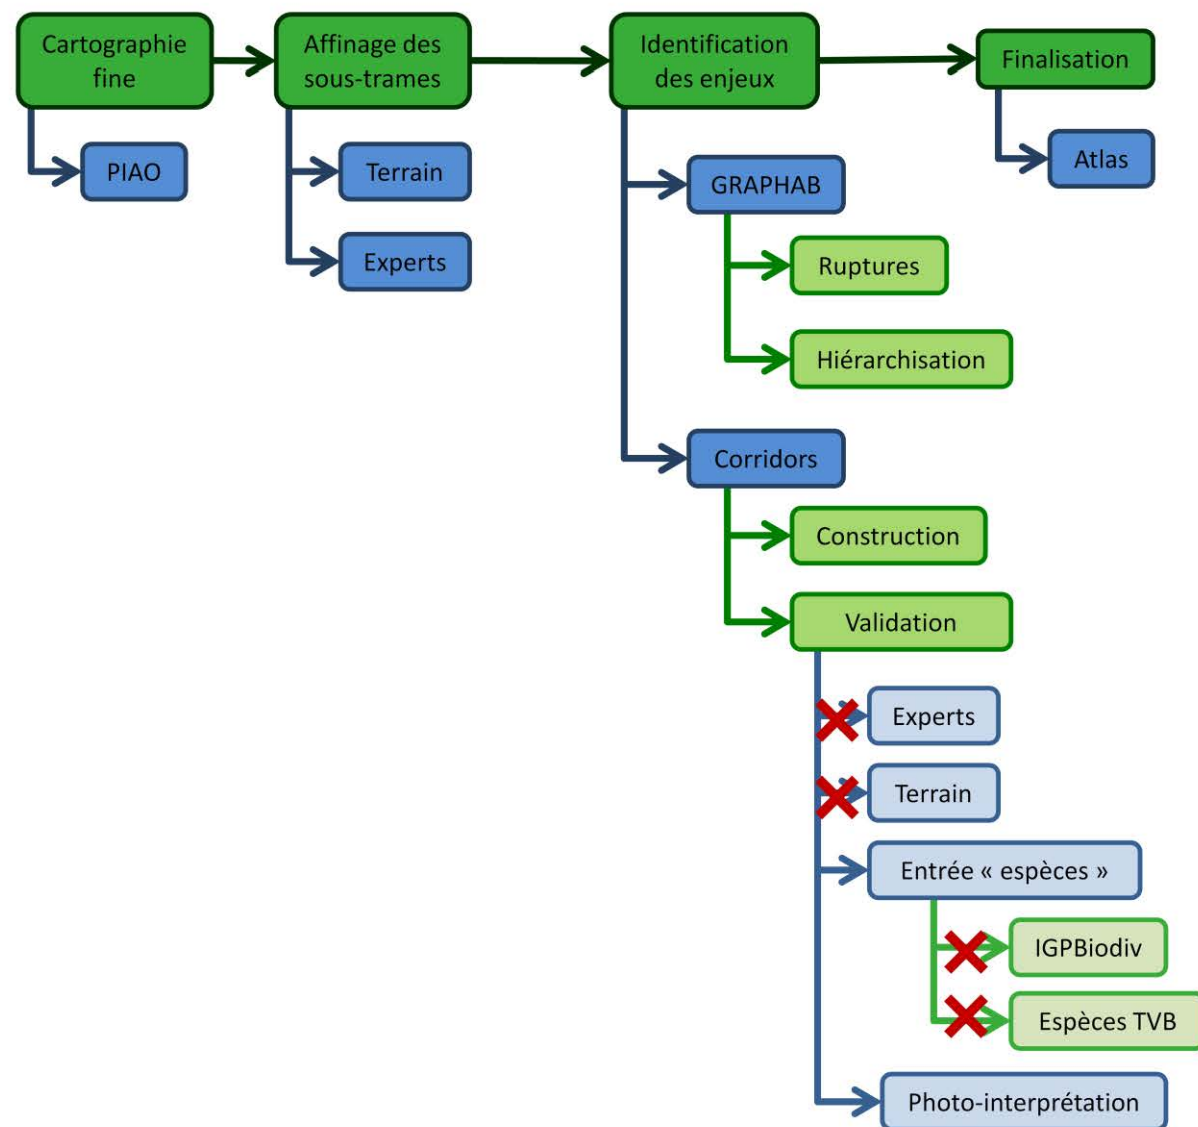 Cartographie
fine
Affinage des
sous-trames
Identification
des enjeux
Finalisation
PIAO
Terrain
Experts
GRAPHAB
Atlas
Ruptures
Hiérarchisation
Corridors
Construction
Validation
Experts
Terrain
Entrée « espèces »
IGPBiodiv
Espèces TVB
Photo-interprétation